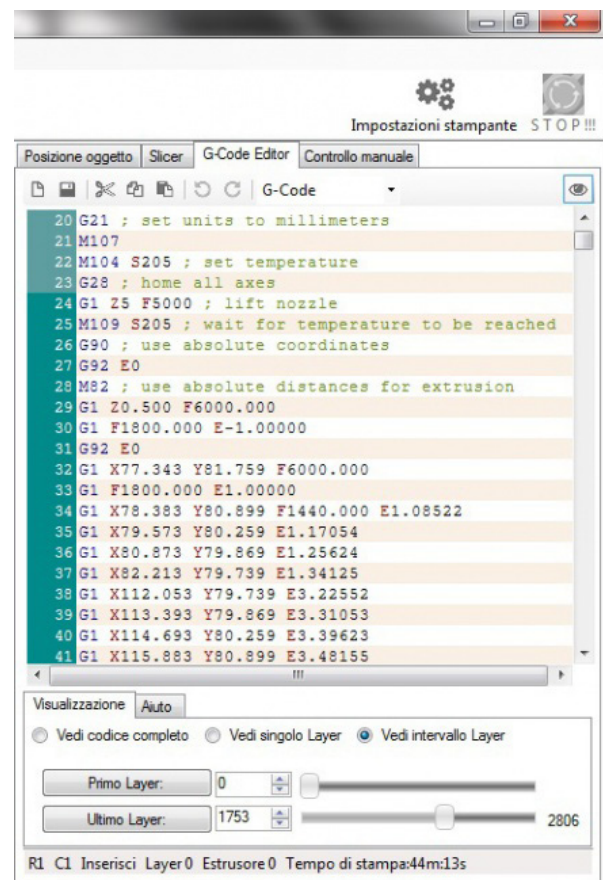 Impostazioni stampante STOP!!!
Posizione oggetto Slicer G-Code Editor Controllo manuale
G-Code
20 G21 ; set units to millimeters
21 M107
22 M104 S205 ; set temperature
23 G28 ; home all axes
24 G1 Z5 F5000 ; lift nozzle
25 M109 S205 ; wait for temperature to be reached
26 G90 ; use absolute coordinates
27 G92 E0
28 M82 ; use absolute distances for extrusion
29 G1 Z0.500 F6000.000
30 G1 F1800.000 E-1.00000
31 G92 E0
32 G1 X77.343 Y81.759 F6000.000
33 G1 F1800.000 E1.00000
34 G1 X78.383 Y80.899 F1440.000 E1.08522
35 G1 X79.573 Y80.259 E1.17054
36 G1 X80.873 Y79.869 E1.25624
37 G1 X82.213 Y79.739 E1.34125
38 G1 X112.053 Y79.739 E3.22552
39 G1 X113.393 Y79.869 E3.31053
40 G1 X114.693 Y80.259 E3.39623
41 G1 X115.883 Y80.899 E3.48155
Visualizzazione Aiuto
Vedi codice completo Vedi singolo Layer Vedi intervallo Layer
Primo Layer: 0
Ultimo Layer: 1753 2806
R1 C1 Inserisci Layer 0 Estrusore 0 Tempo di stampa:44m:13s